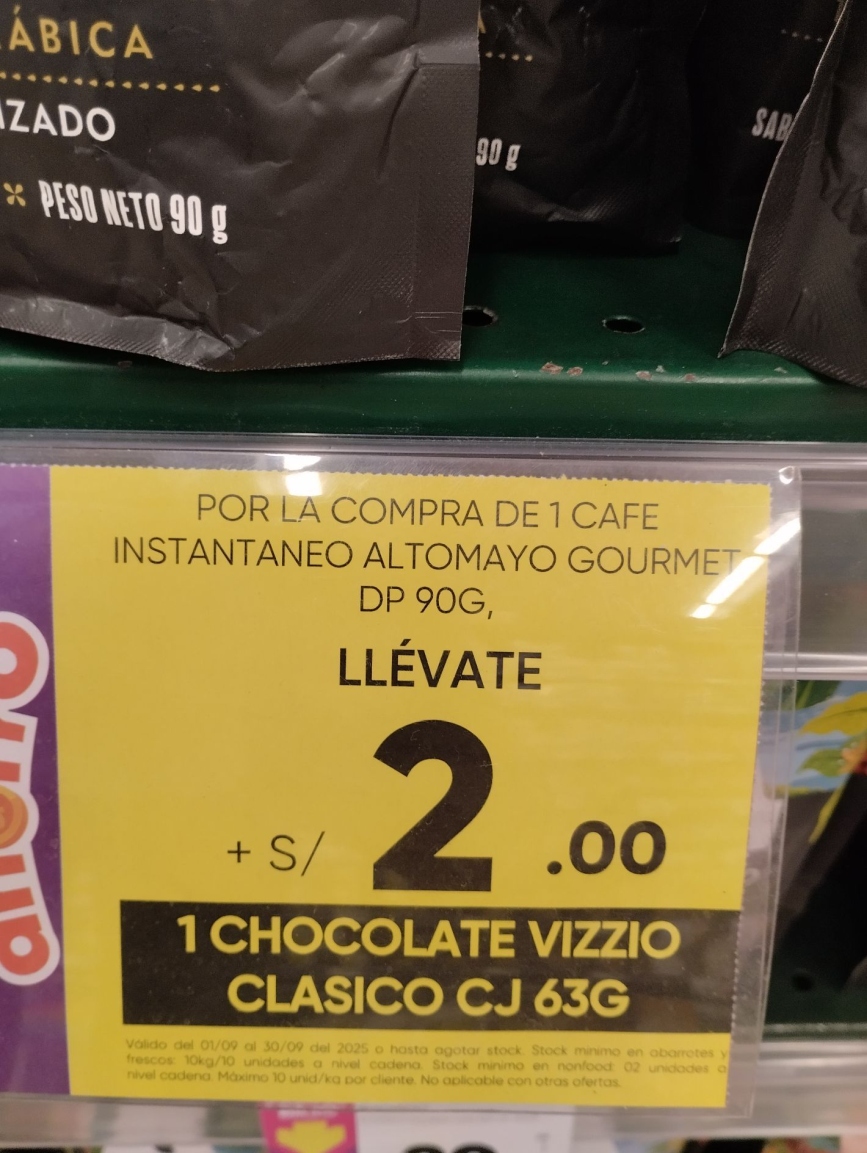 ÁBICA
IZADO
PESO NETO 90 g
90 g
SAB
POR LA COMPRA DE 1 CAFE
INSTANTANEO ALTOMAYO GOURMET
DP 90G,
LLÉVATE
+ S/ 2 .00
1 CHOCOLATE VIZZIO
CLASICO CJ 63G
Válido del 01/09 al 30/09 del 2025 o hasta agotar stock. Stock mínimo en abarrotes y
frescos: 10kg/10 unidades a nivel cadena. Stock mínimo en nonfood: 02 unidades a
nivel cadena. Máximo 10 unid/kg por cliente. No aplicable con otras ofertas.